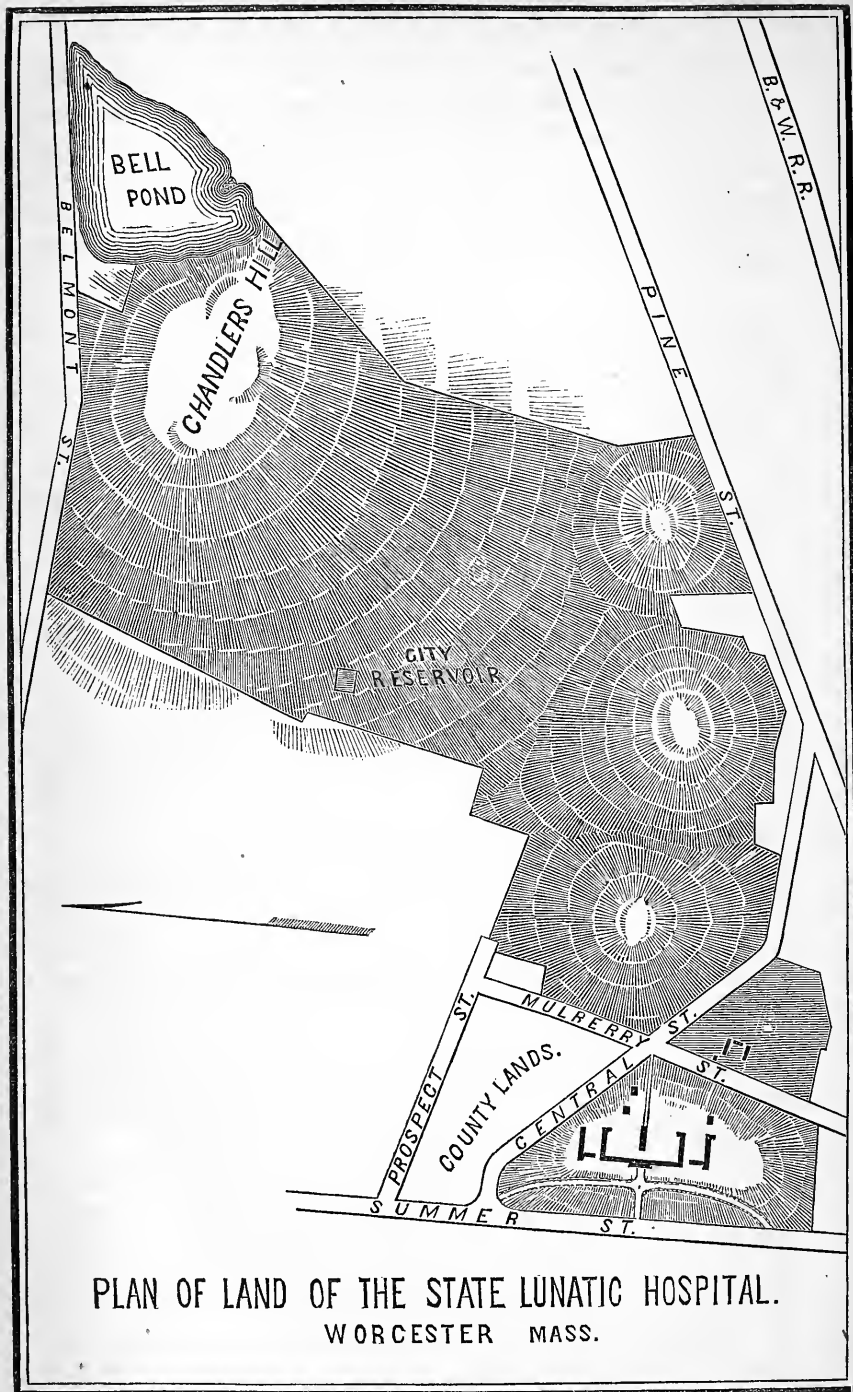 BELL
POND
B. & W. R. R.
BELMONT ST.
CHANDLERS HILL
PINE ST.
CITY
RESERVOIR
PROSPECT ST.
MULBERRY ST.
COUNTY LANDS.
CENTRAL ST.
SUMMER ST.
PLAN OF LAND OF THE STATE LUNATIC HOSPITAL.
WORCESTER MASS.